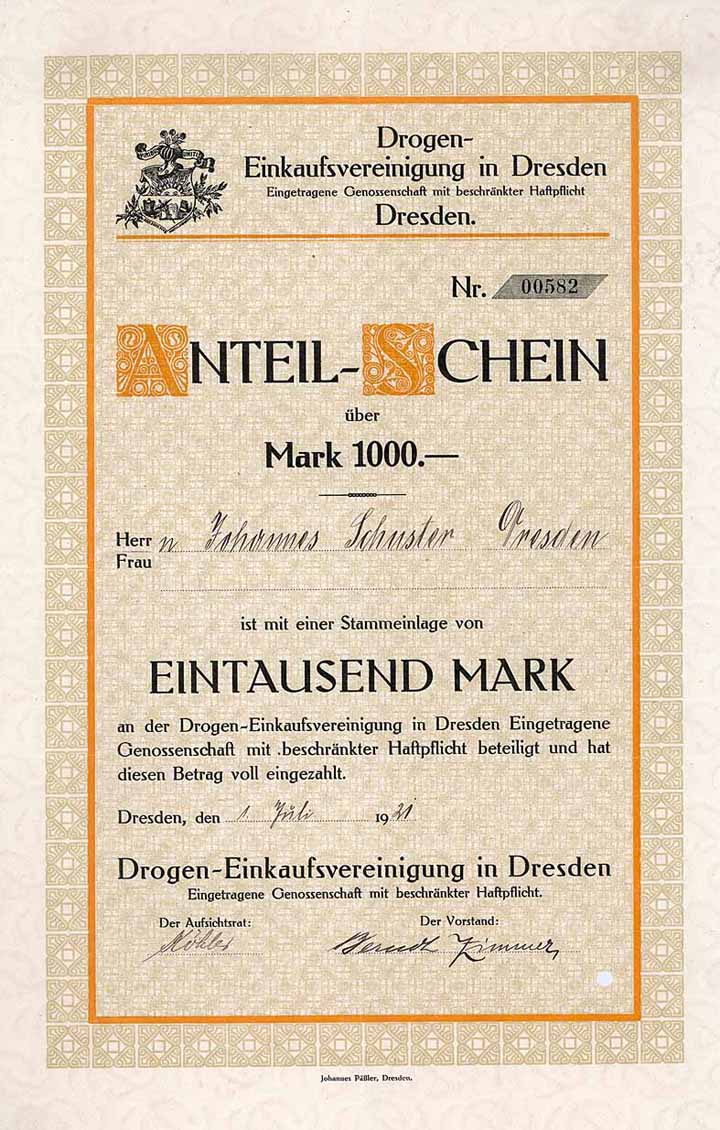 Drogen-
Einkaufsvereinigung in Dresden
Eingetragene Genossenschaft mit beschränkter Haftpflicht
Dresden.
Nr. 00582
ANTEIL-SCHEIN
über
Mark 1000.—
Herr n Johannes Schuster Dresden
Frau
ist mit einer Stammeinlage von
EINTAUSEND MARK
an der Drogen-Einkaufsvereinigung in Dresden Eingetragene
Genossenschaft mit beschränkter Haftpflicht beteiligt und hat
diesen Betrag voll eingezahlt.
Dresden, den 1. Juli 1921
Drogen-Einkaufsvereinigung in Dresden
Eingetragene Genossenschaft mit beschränkter Haftpflicht.
Der Aufsichtsrat: Der Vorstand:
Köhler Berndt Zimmer
Johannes Päßler, Dresden.